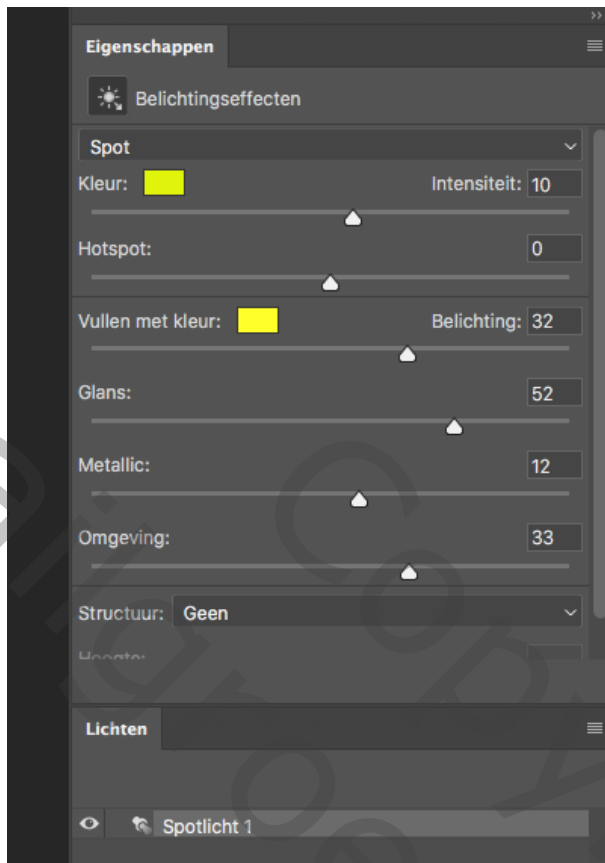 Eigenschappen
Belichtingseffecten
Spot
Kleur: Intensiteit: 10
Hotspot: 0
Vullen met kleur: Belichting: 32
Glans: 52
Metallic: 12
Omgeving: 33
Structuur: Geen
Hoogte:
Lichten
Spotlicht 1